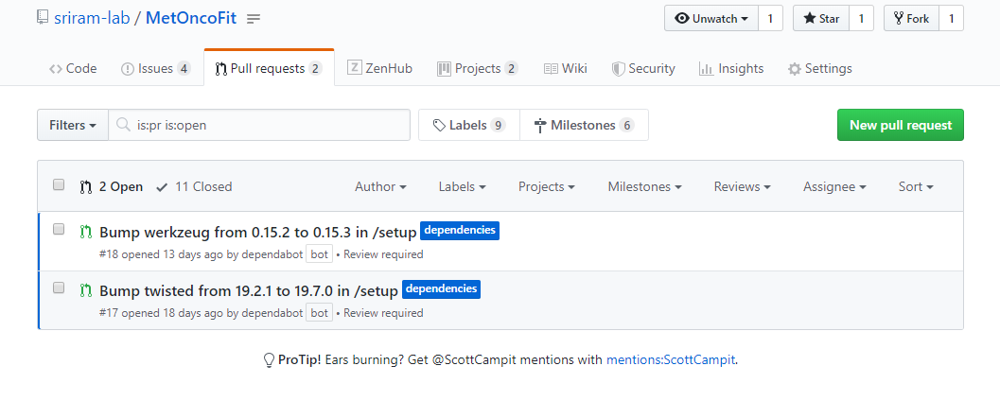 sriram-lab / MetOncoFit Unwatch 1 Star 1 Fork 1
Code Issues 4 Pull requests 2 ZenHub Projects 2 Wiki Security Insights Settings
Filters is:pr is:open Labels 9 Milestones 6 New pull request
2 Open 11 Closed Author Labels Projects Milestones Reviews Assignee Sort
Bump werkzeug from 0.15.2 to 0.15.3 in /setup dependencies
#18 opened 13 days ago by dependabot bot • Review required
Bump twisted from 19.2.1 to 19.7.0 in /setup dependencies
#17 opened 18 days ago by dependabot bot • Review required
ProTip! Ears burning? Get @ScottCampit mentions with mentions:ScottCampit.